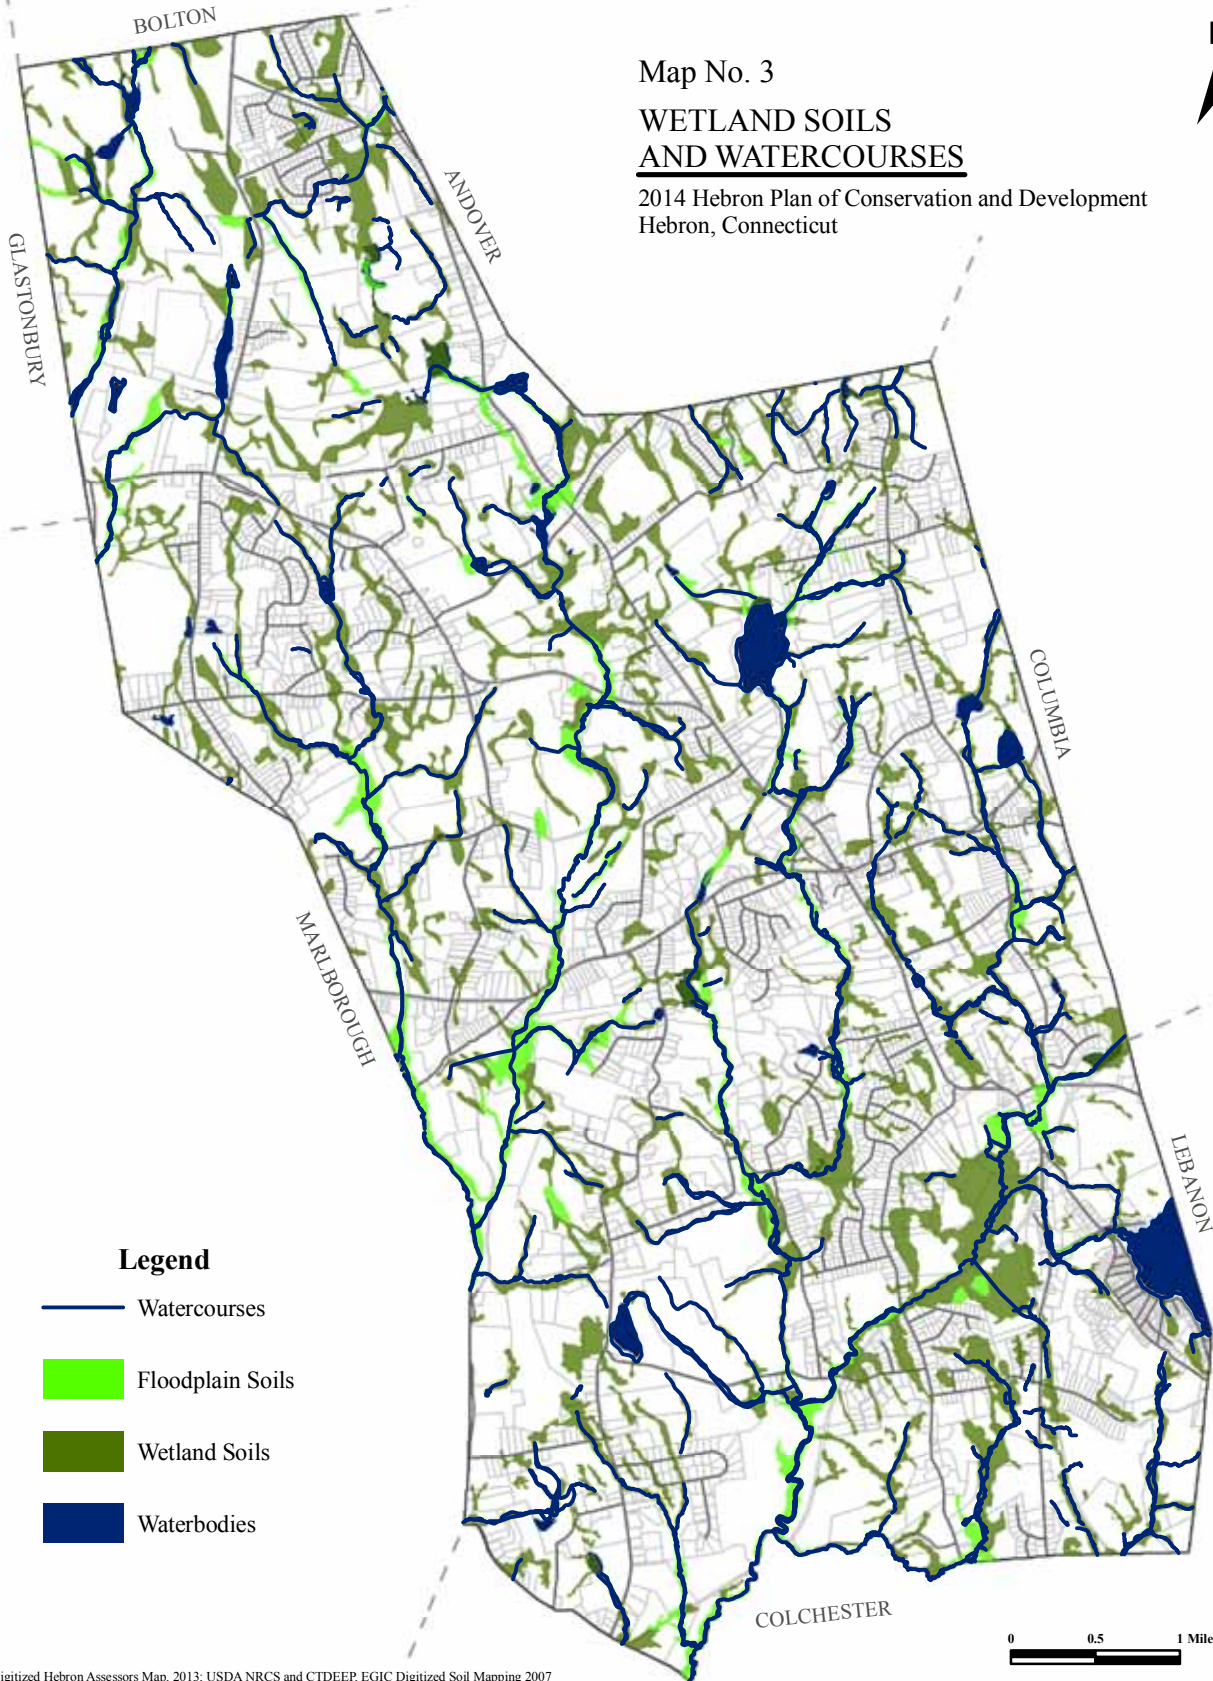 BOLTON
Map No. 3
WETLAND SOILS
AND WATERCOURSES
2014 Hebron Plan of Conservation and Development
Hebron, Connecticut
ANDOVER
GLASTONBURY
COLUMBIA
MARLBOROUGH
LEBANON
Legend
Watercourses
Floodplain Soils
Wetland Soils
Waterbodies
COLCHESTER
0 0.5 1 Mile
igitized Hebron Assessors Map, 2013; USDA NRCS and CTDEEP, EGIC Digitized Soil Mapping 2007